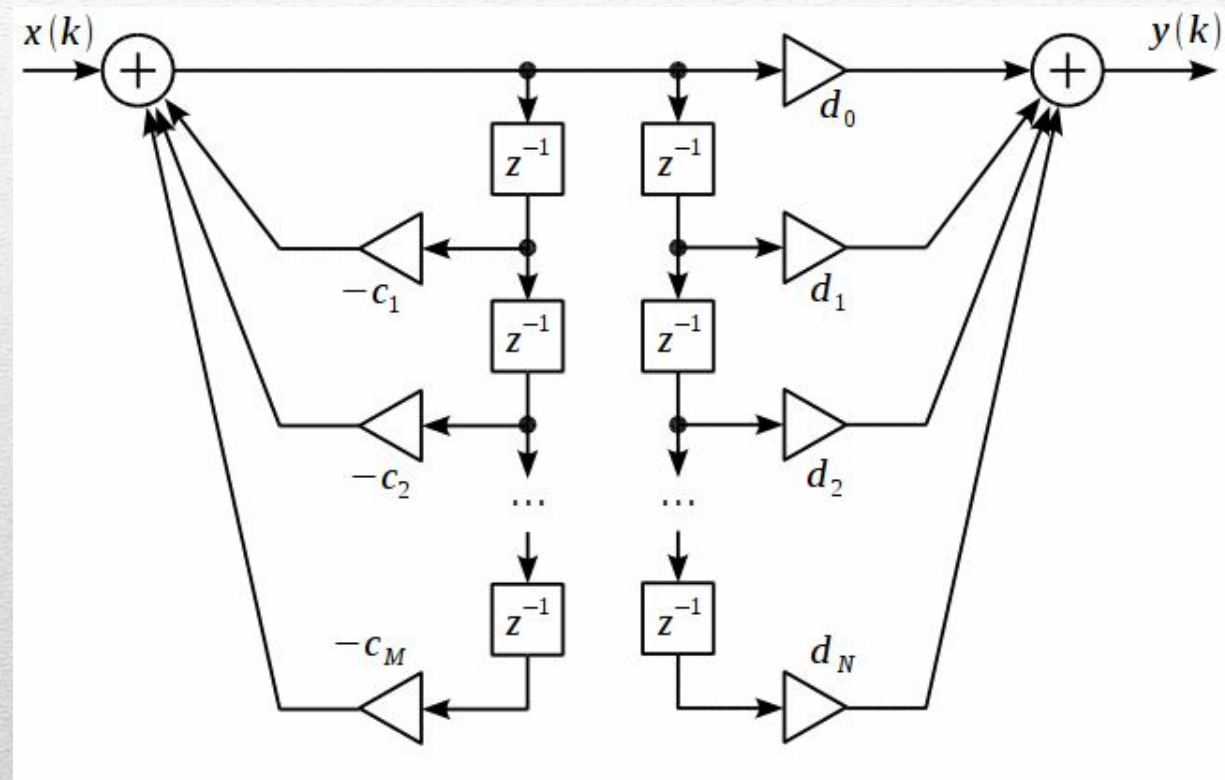 x(k) y(k)
+ +
d₀
z⁻¹ z⁻¹
−c₁ d₁
z⁻¹ z⁻¹
−c₂ d₂
... ...
z⁻¹ z⁻¹
−c_M d_N